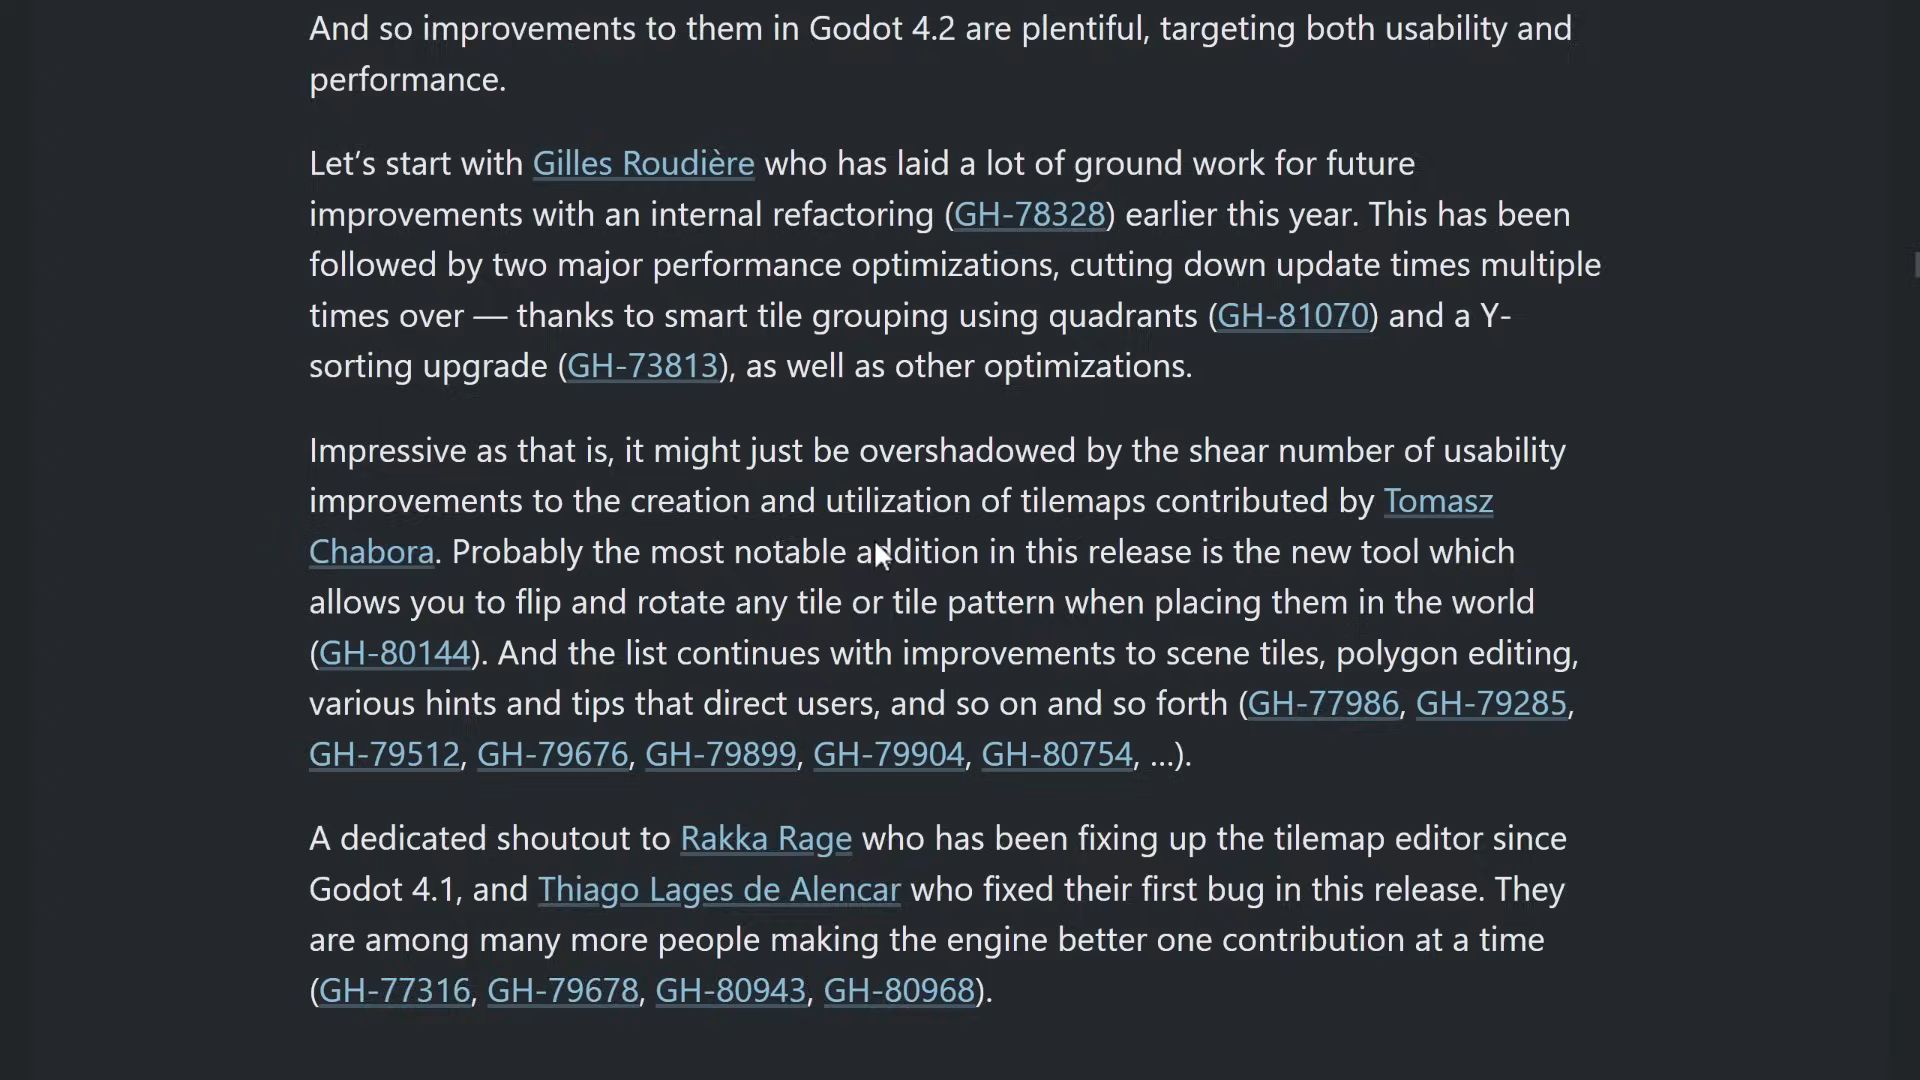 And so improvements to them in Godot 4.2 are plentiful, targeting both usability and
performance.
Let's start with Gilles Roudière who has laid a lot of ground work for future
improvements with an internal refactoring (GH-78328) earlier this year. This has been
followed by two major performance optimizations, cutting down update times multiple
times over — thanks to smart tile grouping using quadrants (GH-81070) and a Y-
sorting upgrade (GH-73813), as well as other optimizations.
Impressive as that is, it might just be overshadowed by the shear number of usability
improvements to the creation and utilization of tilemaps contributed by Tomasz
Chabora. Probably the most notable addition in this release is the new tool which
allows you to flip and rotate any tile or tile pattern when placing them in the world
(GH-80144). And the list continues with improvements to scene tiles, polygon editing,
various hints and tips that direct users, and so on and so forth (GH-77986, GH-79285,
GH-79512, GH-79676, GH-79899, GH-79904, GH-80754, ...).
A dedicated shoutout to Rakka Rage who has been fixing up the tilemap editor since
Godot 4.1, and Thiago Lages de Alencar who fixed their first bug in this release. They
are among many more people making the engine better one contribution at a time
(GH-77316, GH-79678, GH-80943, GH-80968).